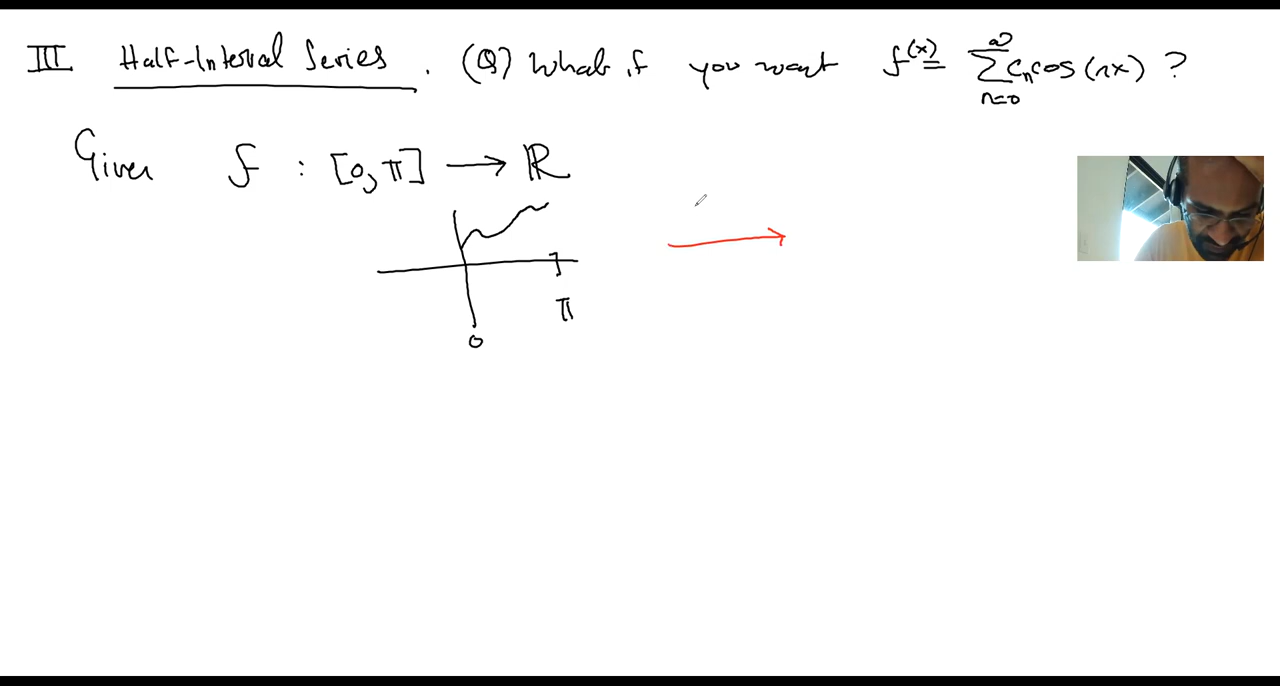 III Half-Interval Series. (Q) What if you want f(x) = ∑_{n=0}^{∞} c_n cos(nx) ?
Given f : [0, π] → ℝ
π
0